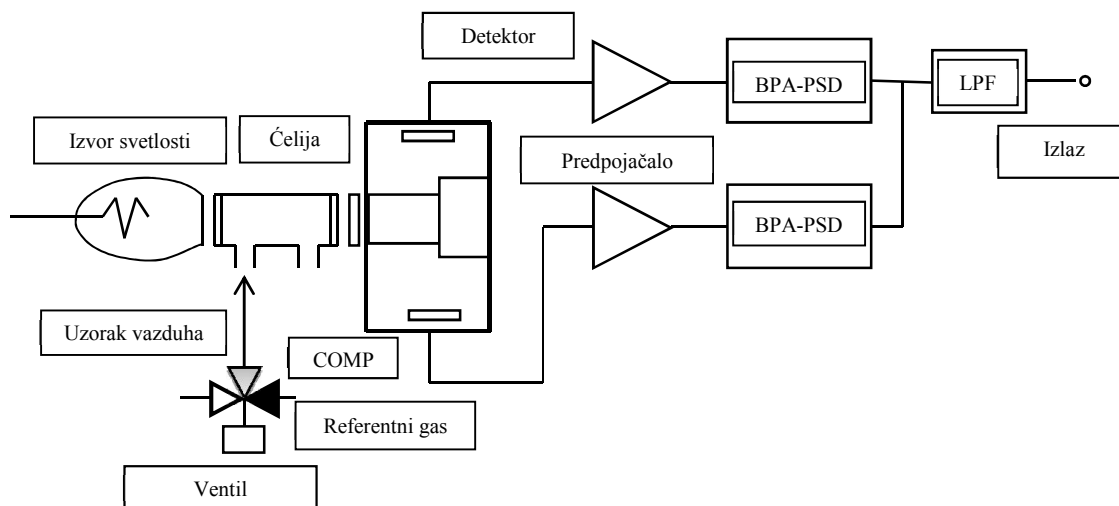 Detektor
BPA-PSD
LPF
Izvor svetlosti
Ćelija
Predpojačalo
Izlaz
BPA-PSD
Uzorak vazduha
COMP
Referentni gas
Ventil